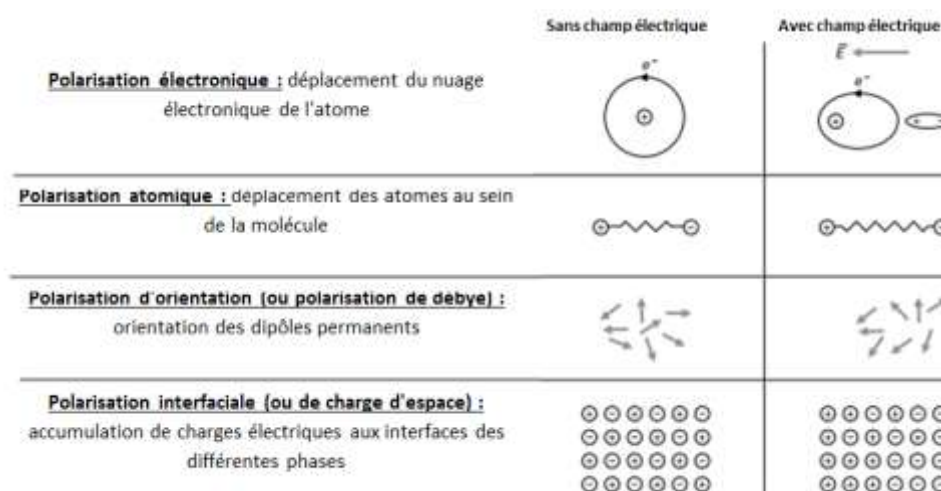 Sans champ électrique
Avec champ électrique
E
Polarisation électronique : déplacement du nuage
électronique de l'atome
e⁻
e⁻
Polarisation atomique : déplacement des atomes au sein
de la molécule
Polarisation d'orientation (ou polarisation de débye) :
orientation des dipôles permanents
Polarisation interfaciale (ou de charge d'espace) :
accumulation de charges électriques aux interfaces des
différentes phases